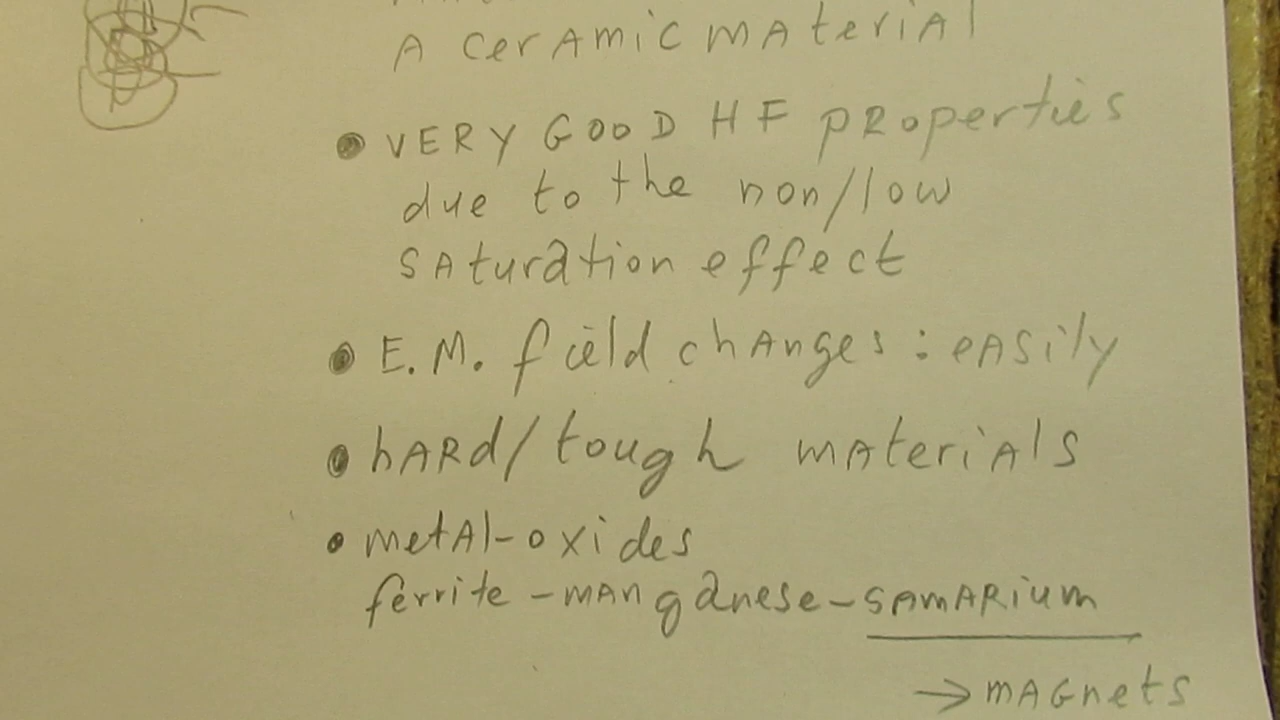 A cerAmic mAteriAl
• VERY GOOD HF pRoperties
due to the non/low
SAturation effect
• E.M. field chAnges: eASily
• hARd/tough mAteriAls
• metAl-oxides
ferrite-mANganese-SAmARium
→ mAGnets